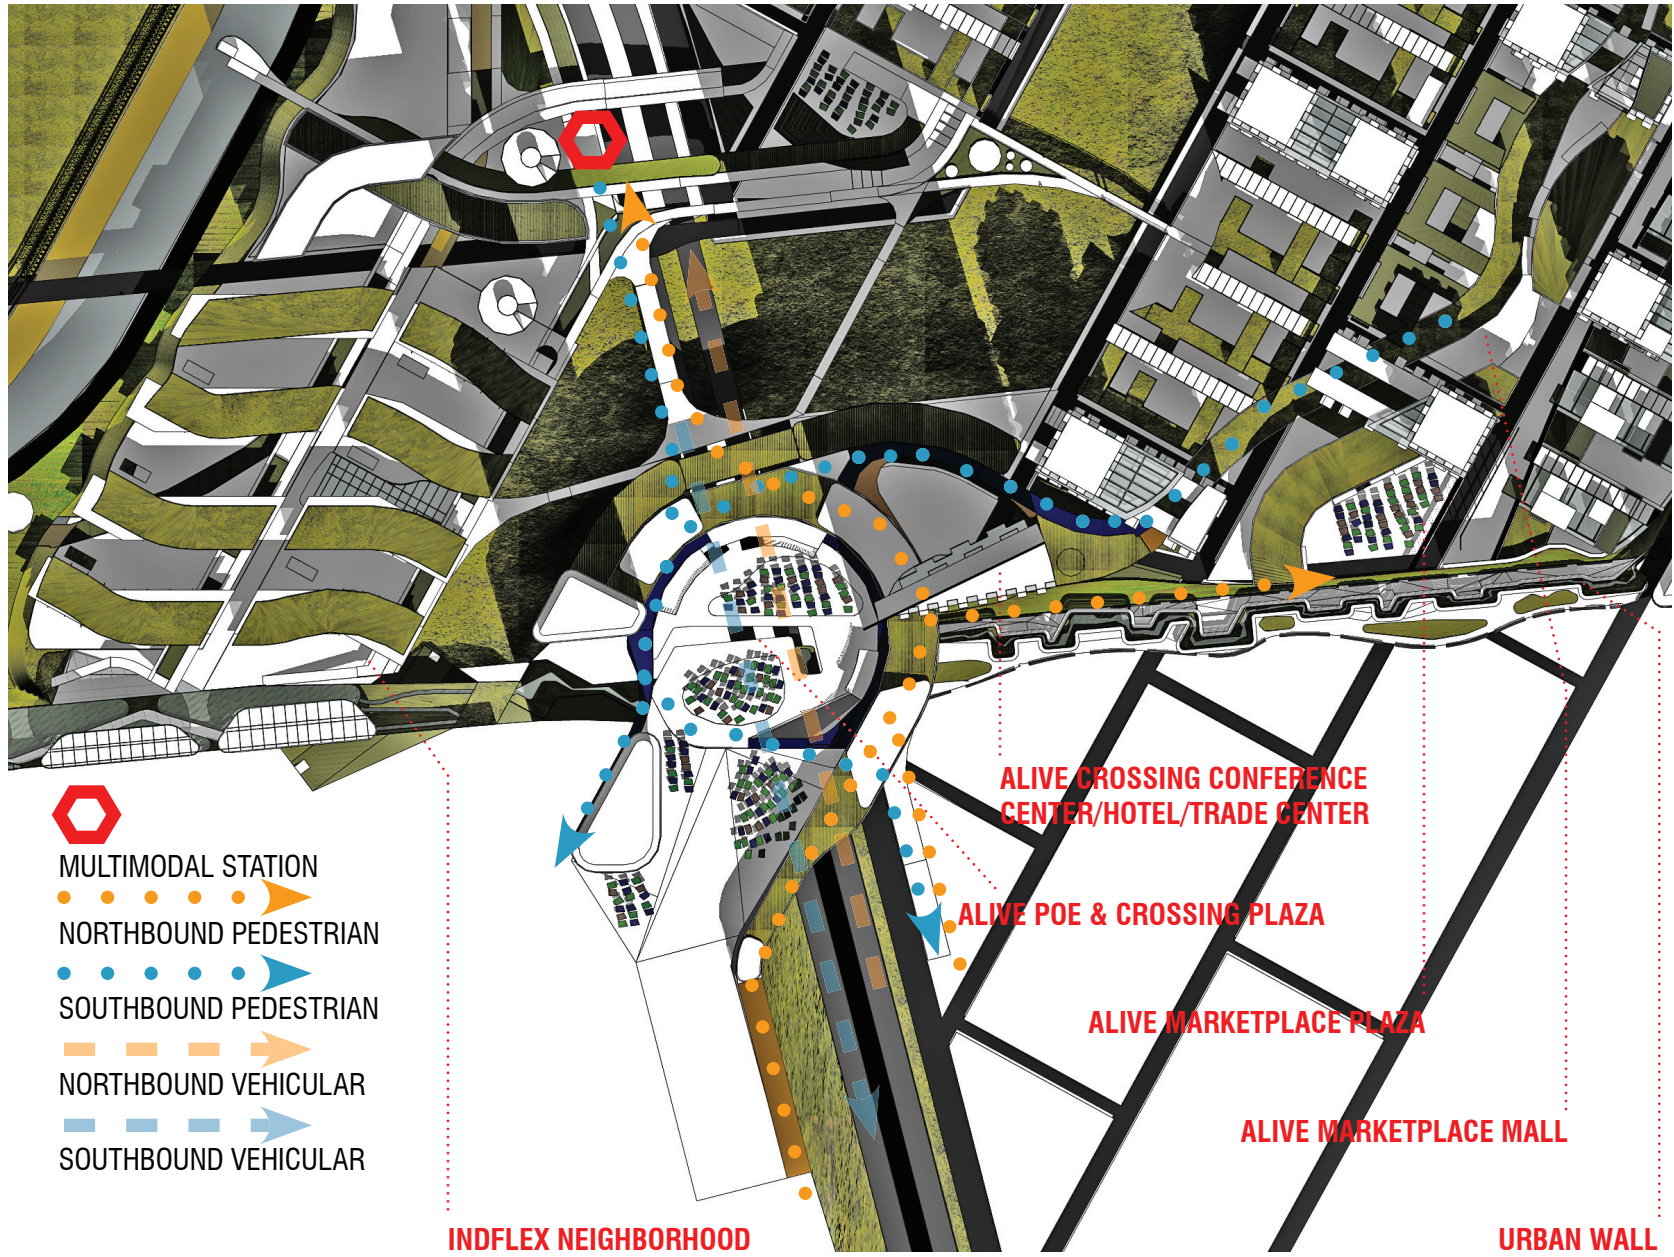 ALIVE CROSSING CONFERENCE
CENTER/HOTEL/TRADE CENTER
MULTIMODAL STATION
NORTHBOUND PEDESTRIAN
SOUTHBOUND PEDESTRIAN
NORTHBOUND VEHICULAR
SOUTHBOUND VEHICULAR
ALIVE POE & CROSSING PLAZA
ALIVE MARKETPLACE PLAZA
ALIVE MARKETPLACE MALL
INDFLEX NEIGHBORHOOD
URBAN WALL